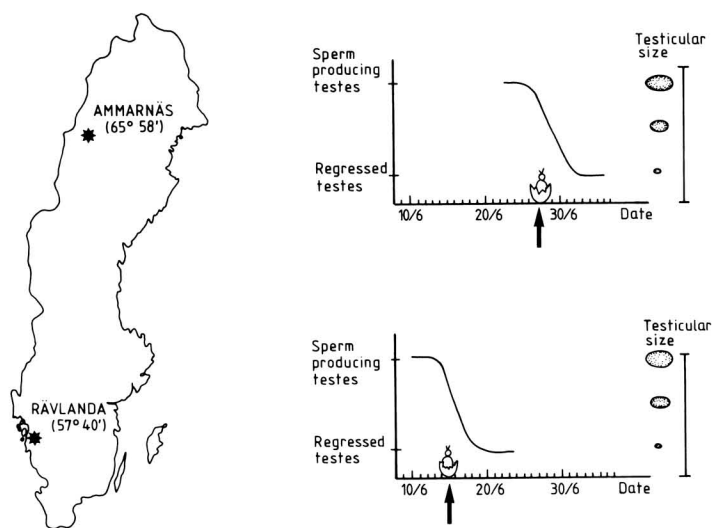 AMMARNÄS
(65° 58')
RÄVLANDA
(57° 40')
Sperm
producing
testes
Regressed
testes
10/6 20/6 30/6 Date
Testicular
size
Sperm
producing
testes
Regressed
testes
10/6 20/6 30/6 Date
Testicular
size